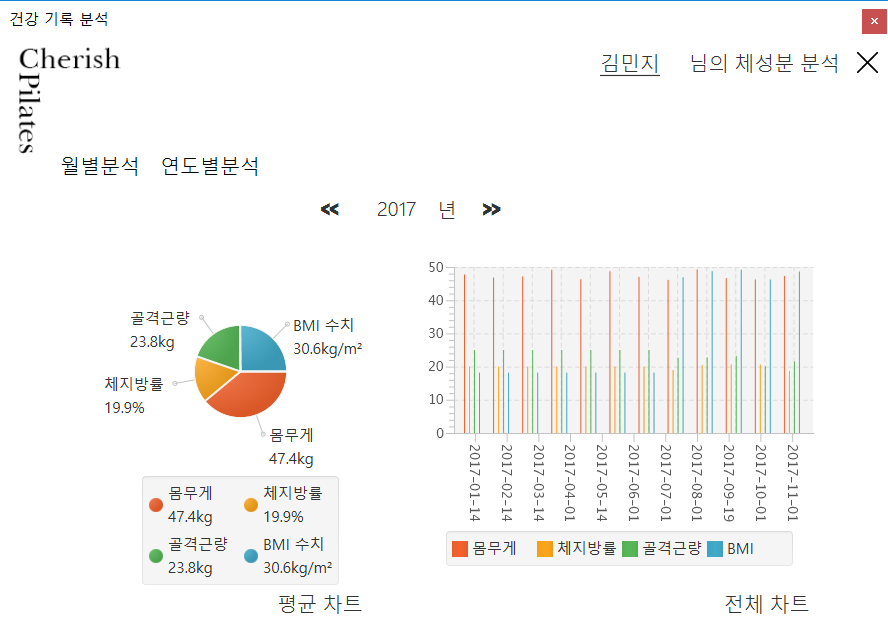 건강 기록 분석
Cherish
Pilates
김민지 님의 체성분 분석
월별분석 연도별분석
2017 년
골격근량
23.8kg
BMI 수치
30.6kg/m²
체지방률
19.9%
몸무게
47.4kg
몸무게
47.4kg
체지방률
19.9%
골격근량
23.8kg
BMI 수치
30.6kg/m²
평균 차트
50
40
30
20
10
0
2017-01-14
2017-02-14
2017-03-14
2017-04-01
2017-05-14
2017-06-01
2017-07-01
2017-08-01
2017-09-19
2017-10-01
2017-11-01
몸무게 체지방률 골격근량 BMI
전체 차트